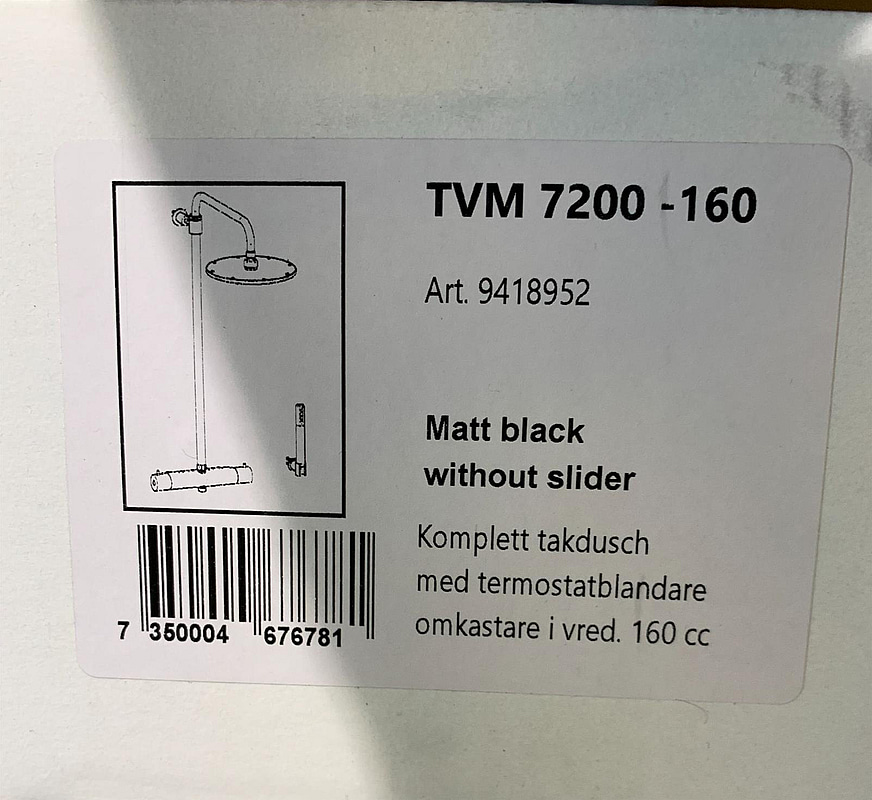 TVM 7200 -160
Art. 9418952
Matt black
without slider
Komplett takdusch
med termostatblandare
omkastare i vred. 160 cc
7 350004 676781